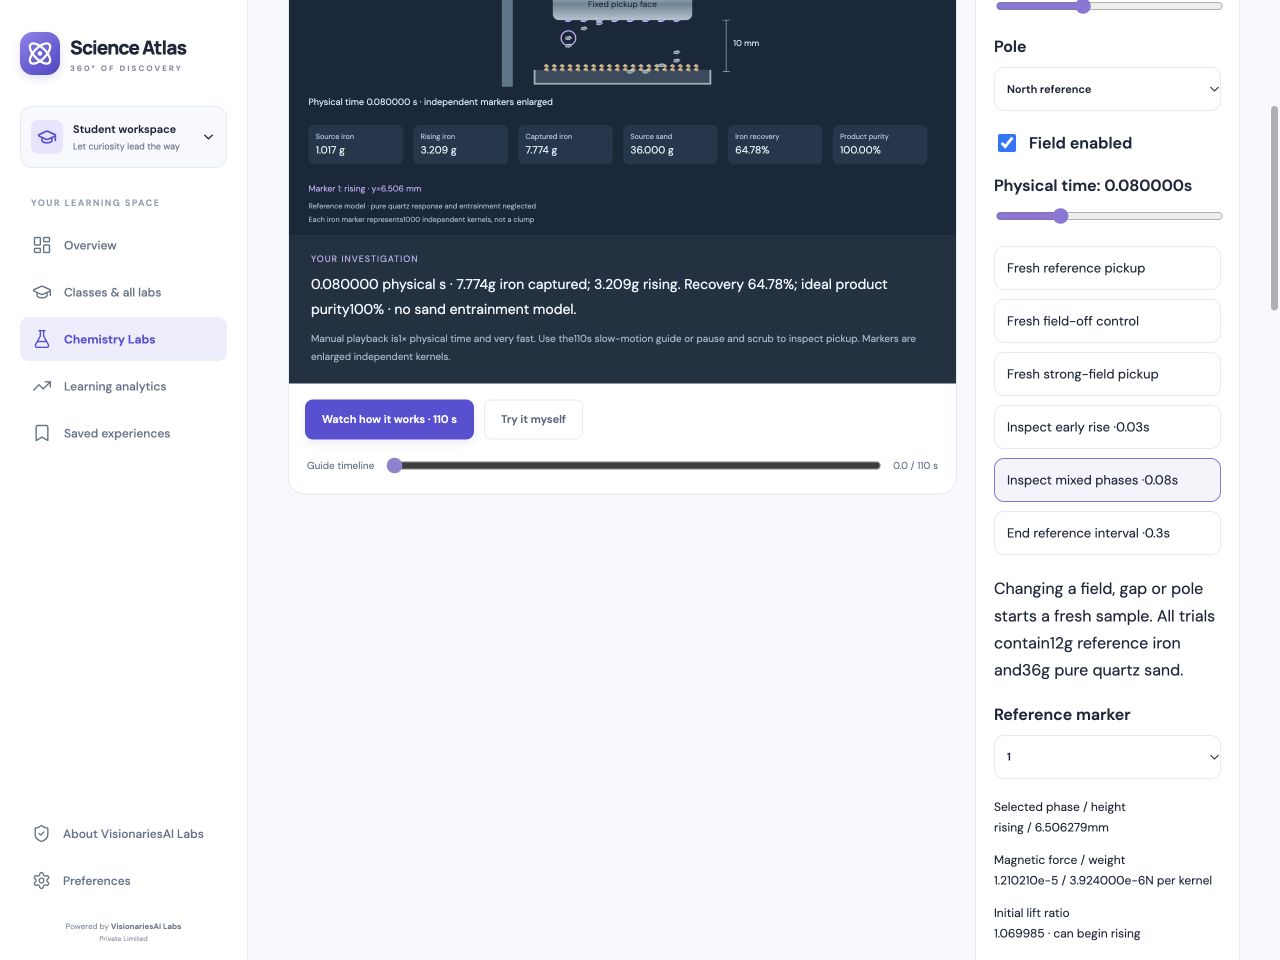 Science Atlas
360° OF DISCOVERY
Student workspace
Let curiosity lead the way
YOUR LEARNING SPACE
Overview
Classes & all labs
Chemistry Labs
Learning analytics
Saved experiences
About VisionariesAI Labs
Preferences
Powered by VisionariesAI Labs
Private Limited
Fixed pickup face
10 mm
Physical time 0.080000 s · independent markers enlarged
Source iron
1.017 g
Rising iron
3.209 g
Captured iron
7.774 g
Source sand
36.000 g
Iron recovery
64.78%
Product purity
100.00%
Marker 1: rising · y=6.506 mm
Reference model · pure quartz response and entrainment neglected
Each iron marker represents1000 independent kernels, not a clump
YOUR INVESTIGATION
0.080000 physical s · 7.774g iron captured; 3.209g rising. Recovery 64.78%; ideal product
purity100% · no sand entrainment model.
Manual playback is1× physical time and very fast. Use the110s slow-motion guide or pause and scrub to inspect pickup. Markers are
enlarged independent kernels.
Watch how it works · 110 s
Try it myself
Guide timeline
0.0 / 110 s
Pole
North reference
Field enabled
Physical time: 0.080000s
Fresh reference pickup
Fresh field-off control
Fresh strong-field pickup
Inspect early rise ·0.03s
Inspect mixed phases ·0.08s
End reference interval ·0.3s
Changing a field, gap or pole
starts a fresh sample. All trials
contain12g reference iron
and36g pure quartz sand.
Reference marker
1
Selected phase / height
rising / 6.506279mm
Magnetic force / weight
1.210210e-5 / 3.924000e-6N per kernel
Initial lift ratio
1.069985 · can begin rising